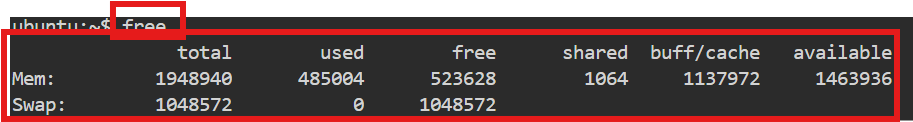 ubuntu:~$ free
total used free shared buff/cache available
Mem: 1948940 485004 523628 1064 1137972 1463936
Swap: 1048572 0 1048572